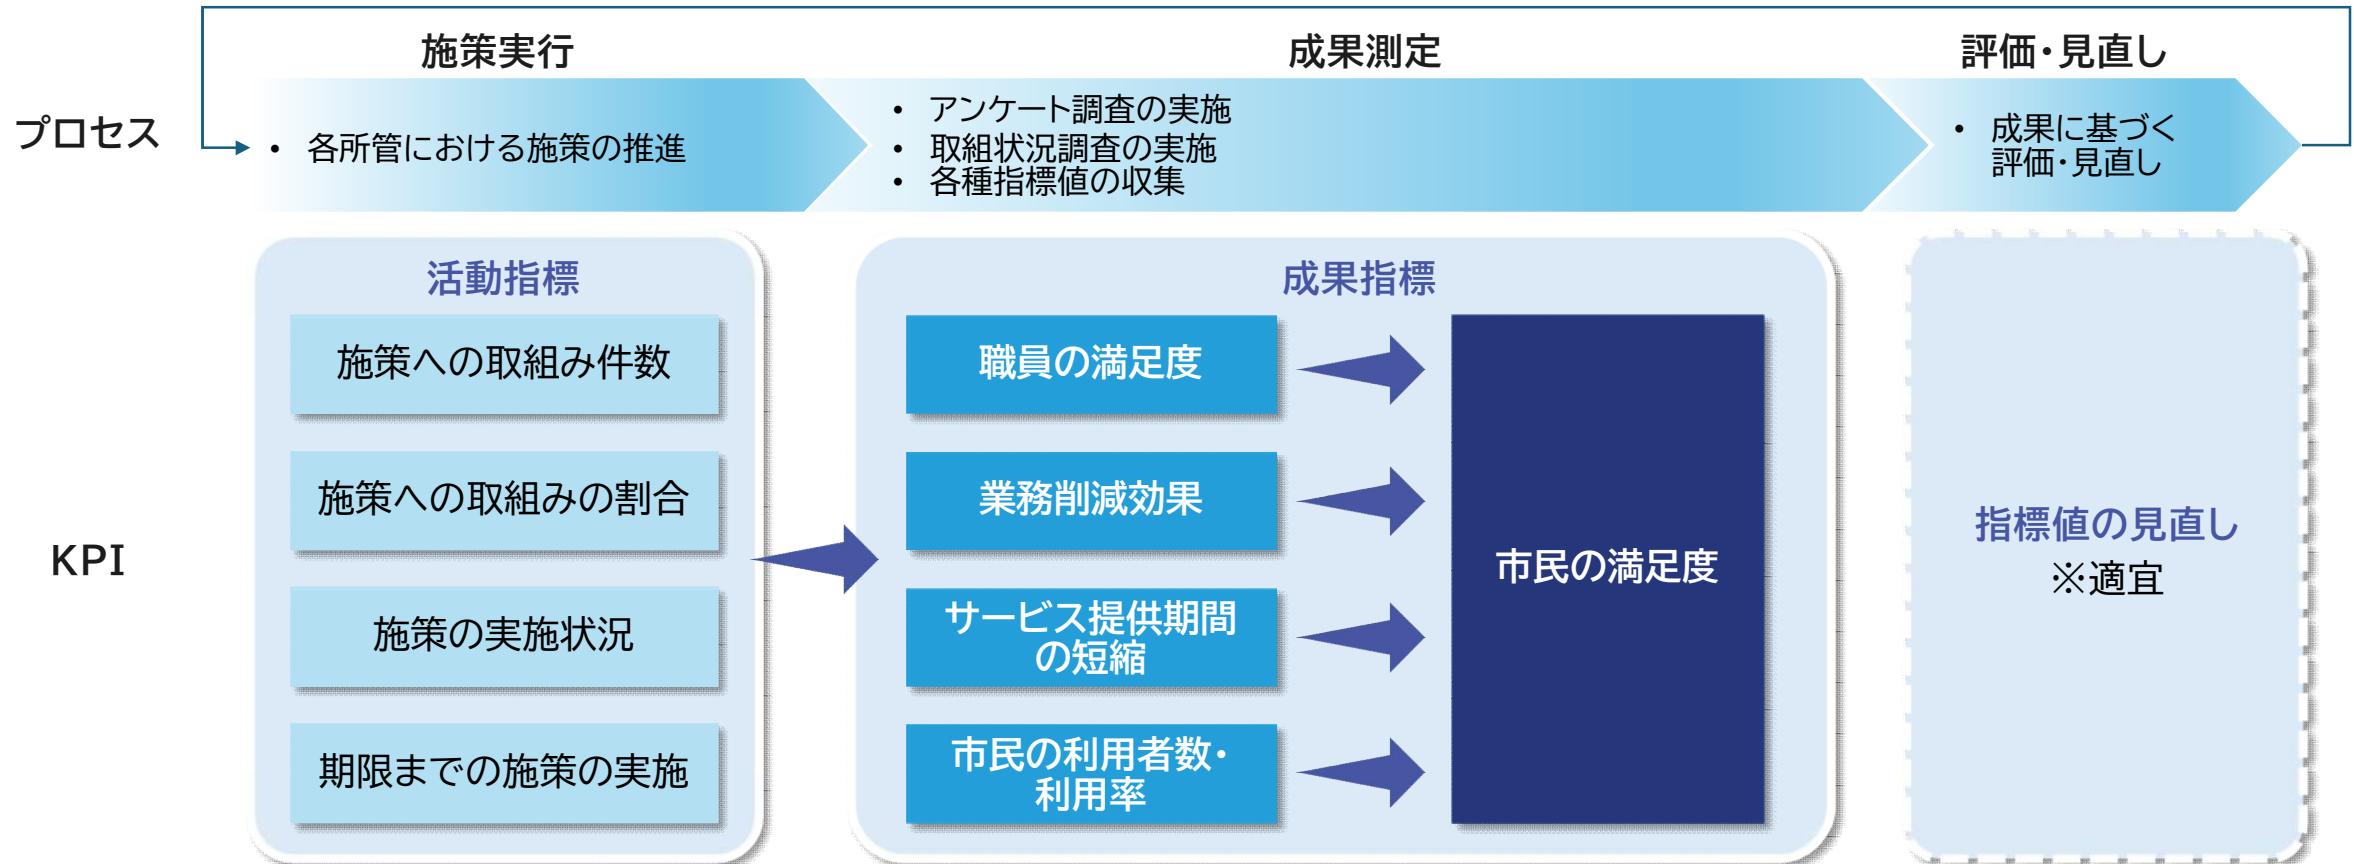 施策実行
成果測定
評価・見直し
プロセス
• 各所管における施策の推進
• アンケート調査の実施
• 取組状況調査の実施
• 各種指標値の収集
• 成果に基づく
評価・見直し
KPI
活動指標
施策への取組み件数
施策への取組みの割合
施策の実施状況
期限までの施策の実施
成果指標
職員の満足度
業務削減効果
サービス提供期間
の短縮
市民の利用者数・
利用率
市民の満足度
指標値の見直し
※適宜